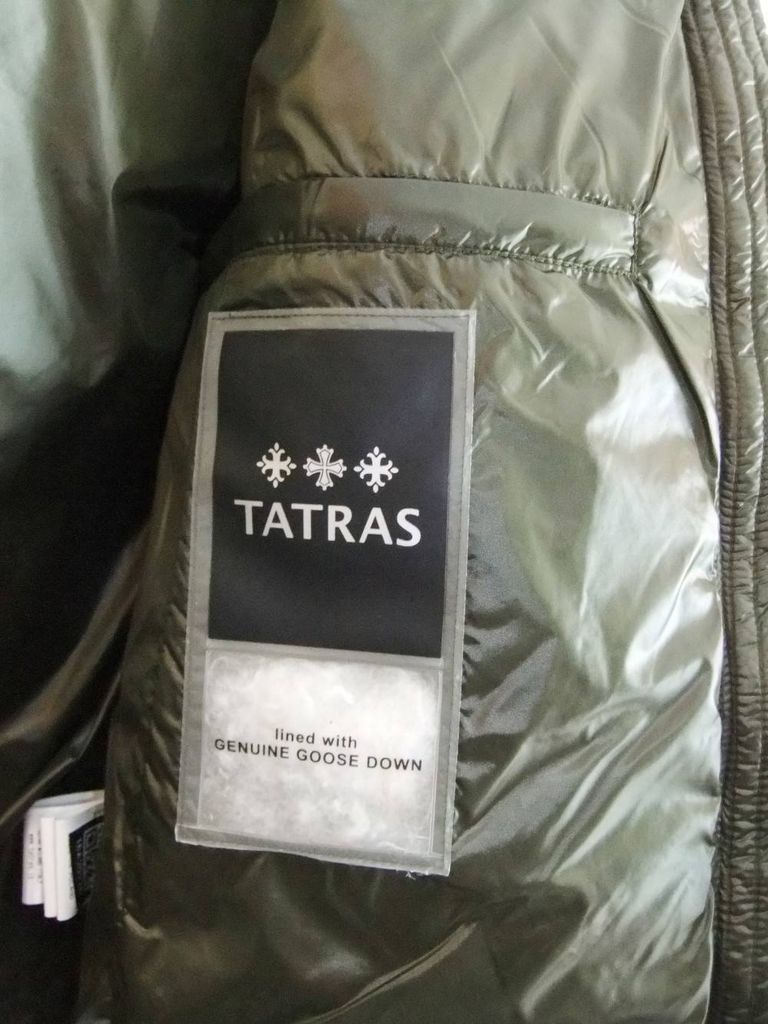 TATRAS
lined with
GENUINE GOOSE DOWN